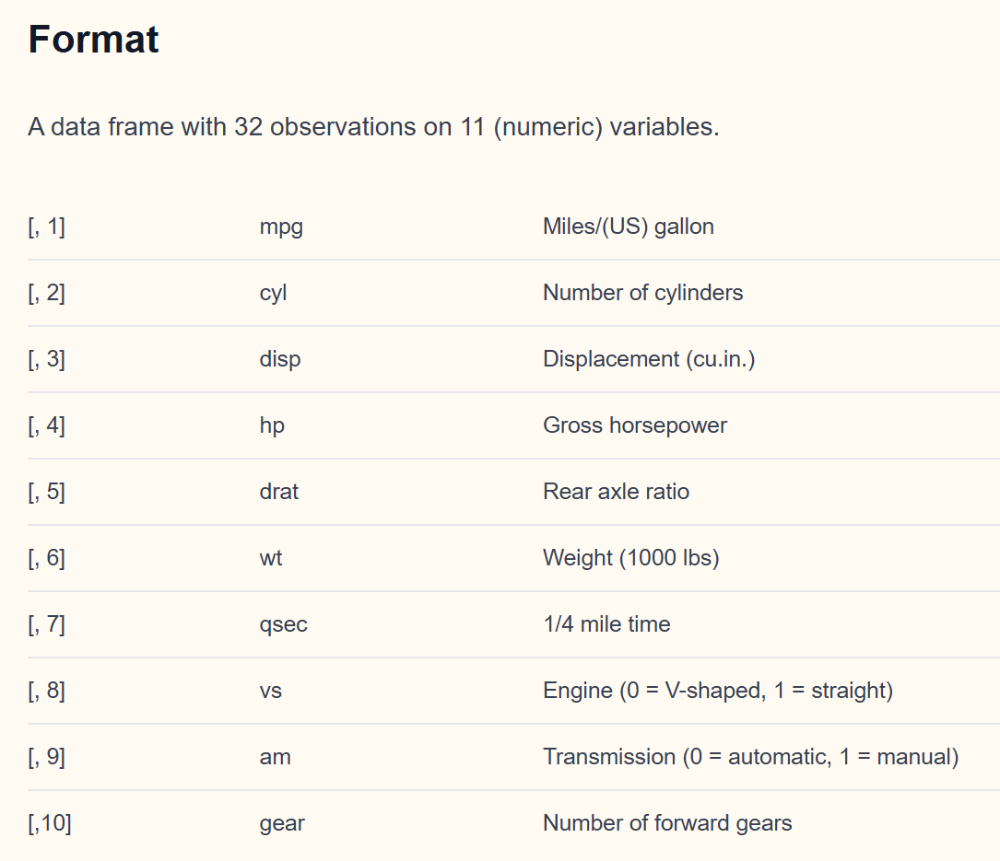 Format
A data frame with 32 observations on 11 (numeric) variables.
[, 1] mpg Miles/(US) gallon
[, 2] cyl Number of cylinders
[, 3] disp Displacement (cu.in.)
[, 4] hp Gross horsepower
[, 5] drat Rear axle ratio
[, 6] wt Weight (1000 lbs)
[, 7] qsec 1/4 mile time
[, 8] vs Engine (0 = V-shaped, 1 = straight)
[, 9] am Transmission (0 = automatic, 1 = manual)
[,10] gear Number of forward gears